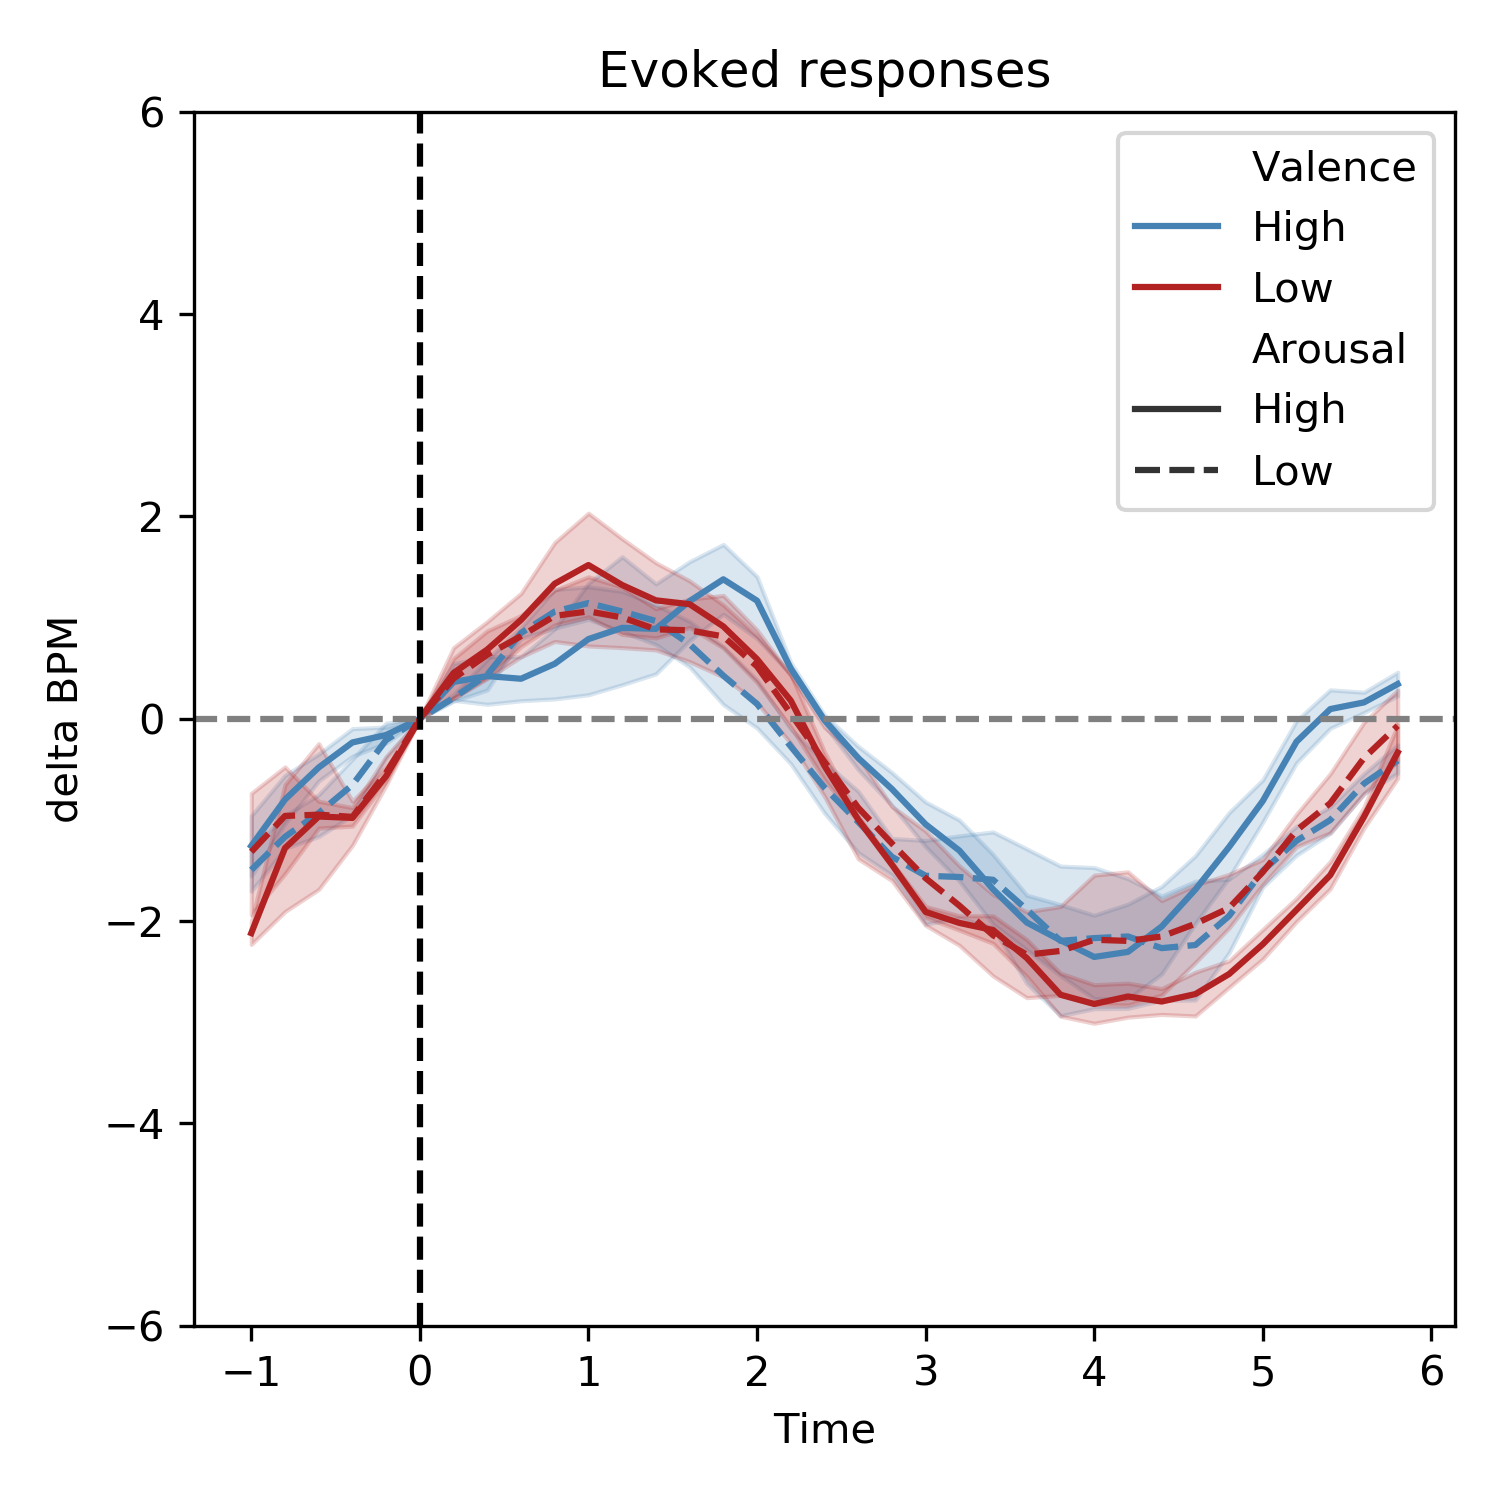 Evoked responses
6
4
2
0
−2
−4
−6
delta BPM
Valence
High
Low
Arousal
High
Low
−1 0 1 2 3 4 5 6
Time